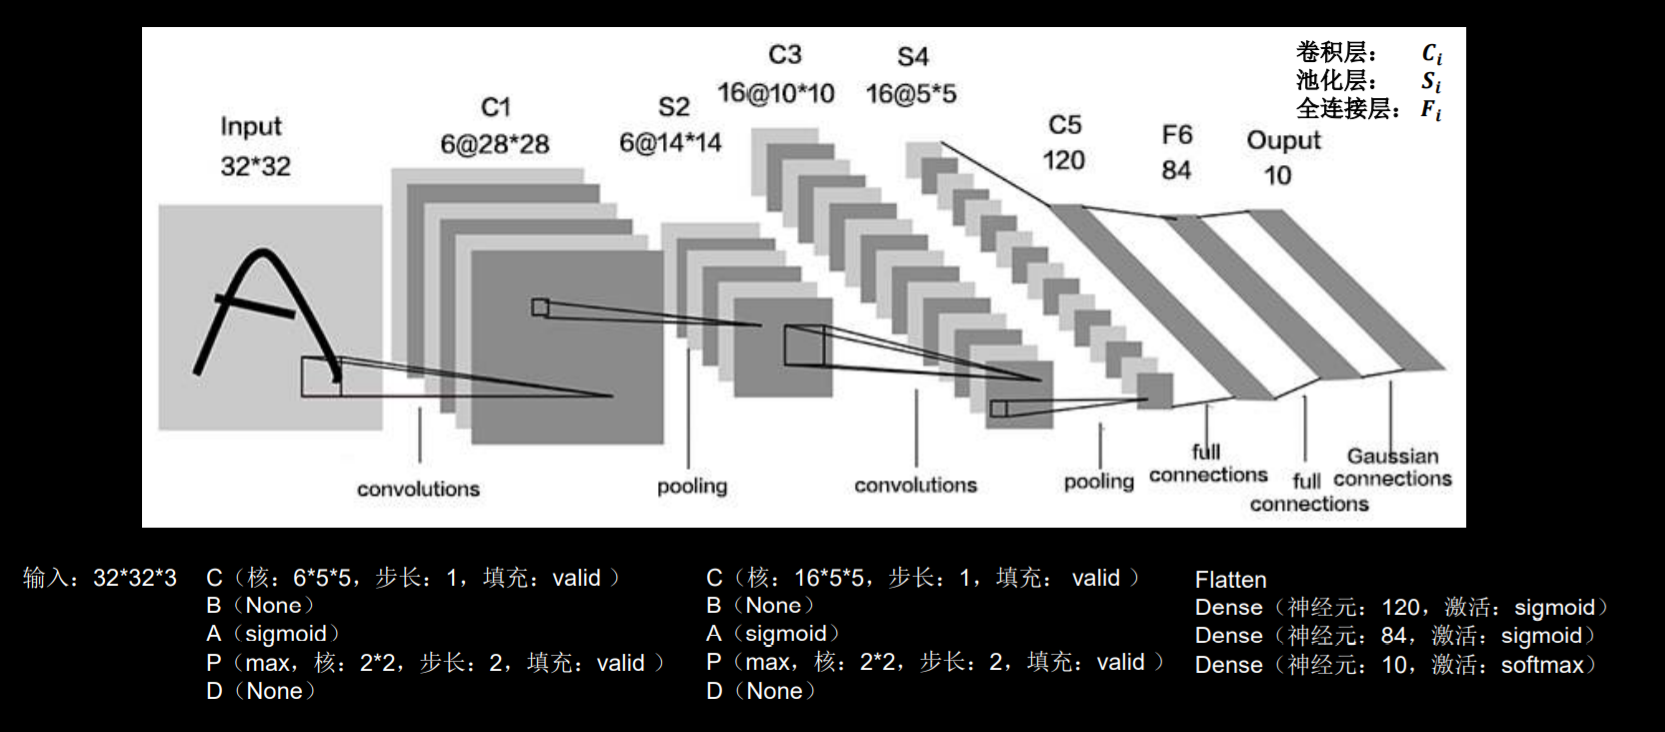 Input
32*32
C1
6@28*28
S2
6@14*14
C3
16@10*10
S4
16@5*5
C5
120
F6
84
Ouput
10
卷积层： Ci
池化层： Si
全连接层： Fi
convolutions
pooling
convolutions
pooling
full
connections
full
connections
Gaussian
connections
输入：32*32*3
C（核：6*5*5，步长：1，填充：valid ）
B（None）
A（sigmoid）
P（max，核：2*2，步长：2，填充：valid ）
D（None）
C（核：16*5*5，步长：1，填充： valid ）
B（None）
A（sigmoid）
P（max，核：2*2，步长：2，填充：valid ）
D（None）
Flatten
Dense（神经元：120，激活：sigmoid）
Dense（神经元：84，激活：sigmoid）
Dense（神经元：10，激活：softmax）